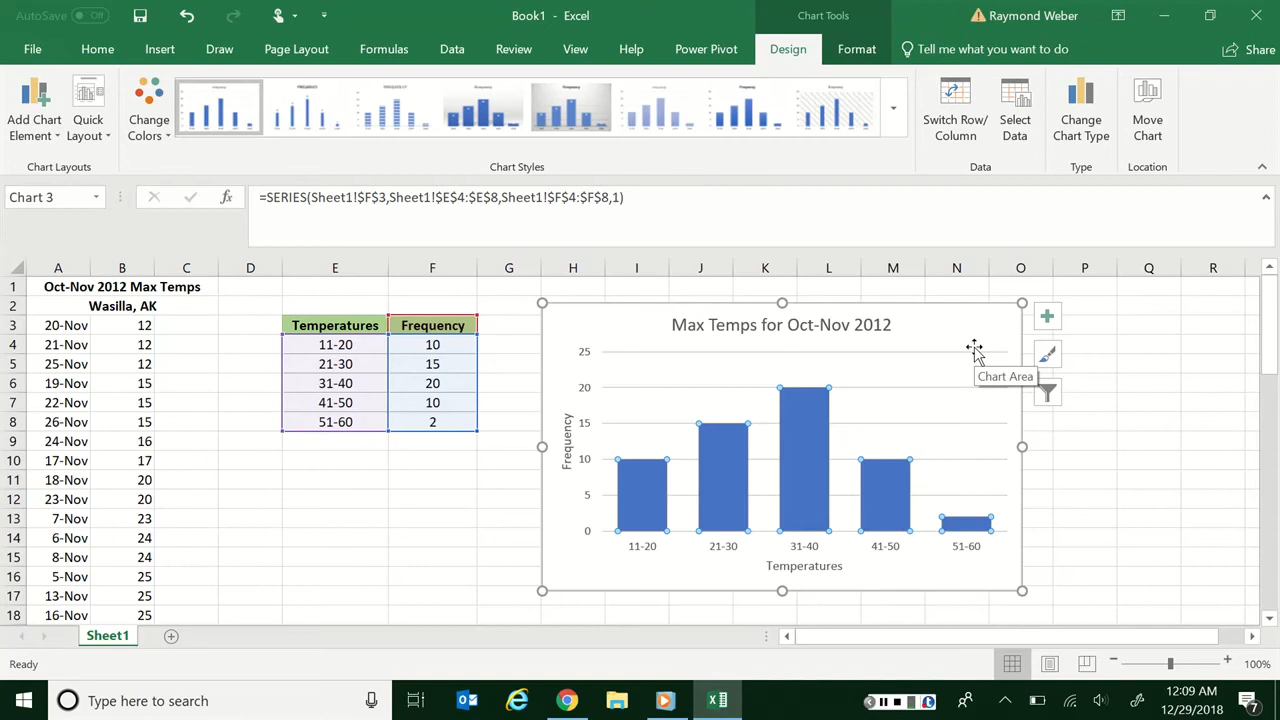 AutoSave Off
Book1 - Excel
Chart Tools
Raymond Weber
File Home Insert Draw Page Layout Formulas Data Review View Help Power Pivot Design Format Tell me what you want to do Share
Add Chart Element
Quick Layout
Change Colors
Switch Row/ Column
Select Data
Change Chart Type
Move Chart
Chart Layouts Chart Styles Data Type Location
Chart 3 fx =SERIES(Sheet1!$F$3,Sheet1!$E$4:$E$8,Sheet1!$F$4:$F$8,1)
A B C D E F G H I J K L M N O P Q R
1 Oct-Nov 2012 Max Temps
2 Wasilla, AK
3 20-Nov 12 Temperatures Frequency
4 21-Nov 12 11-20 10
5 25-Nov 12 21-30 15
6 19-Nov 15 31-40 20
7 22-Nov 15 41-50 10
8 26-Nov 15 51-60 2
9 24-Nov 16
10 17-Nov 17
11 18-Nov 20
12 23-Nov 20
13 7-Nov 23
14 6-Nov 24
15 8-Nov 24
16 5-Nov 25
17 13-Nov 25
18 16-Nov 25
Max Temps for Oct-Nov 2012
Chart Area
25
20
15
10
5
0
Frequency
11-20 21-30 31-40 41-50 51-60
Temperatures
Sheet1
Ready
100%
Type here to search
12:09 AM
12/29/2018
7